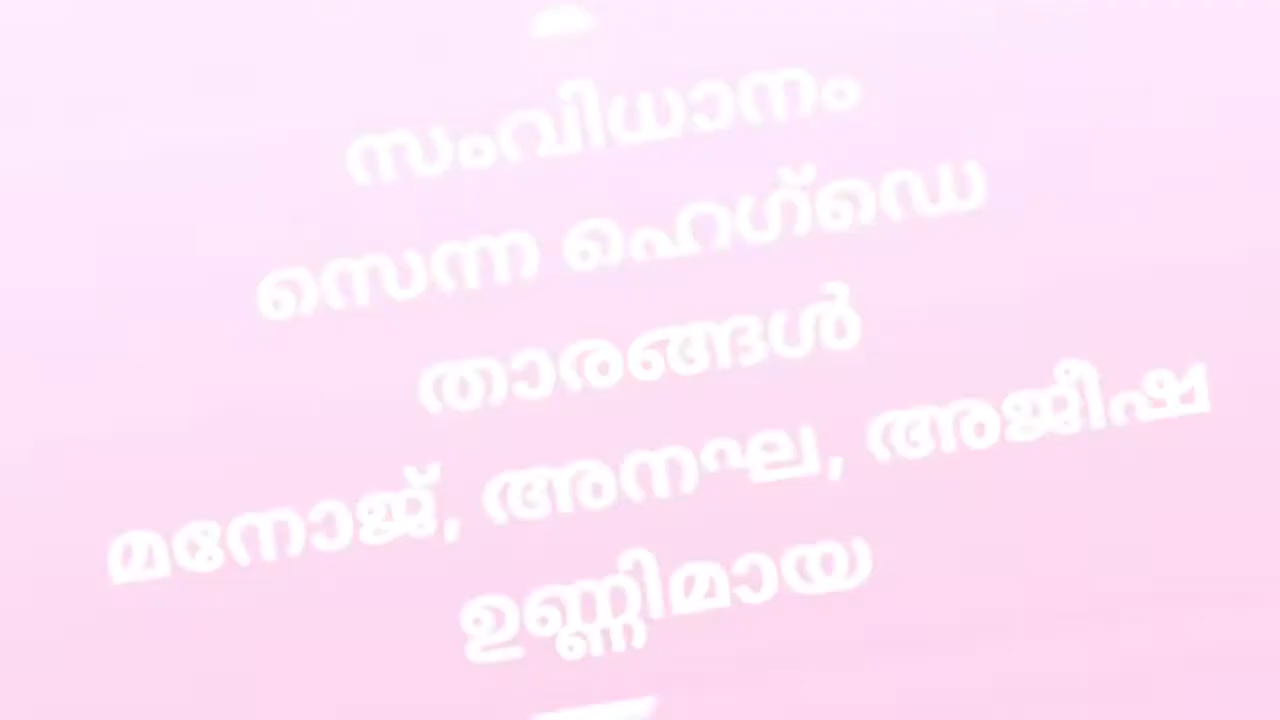 സംവിധാനം
സെന്ന ഹെഗ്ഡെ
താരങ്ങൾ
മനോജ്, അനഘ, അജീഷ
ഉണ്ണിമായ